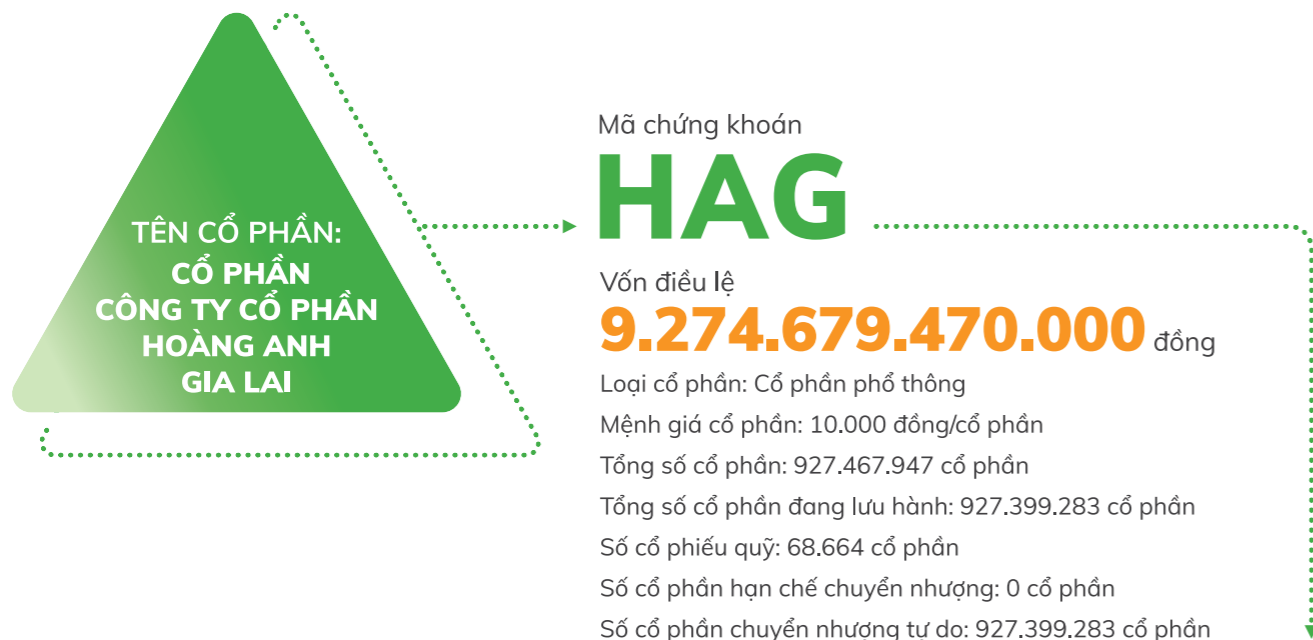 TÊN CỔ PHẦN:
CỔ PHẦN
CÔNG TY CỔ PHẦN
HOÀNG ANH
GIA LAI
Mã chứng khoán
HAG
Vốn điều lệ
9.274.679.470.000 đồng
Loại cổ phần: Cổ phần phổ thông
Mệnh giá cổ phần: 10.000 đồng/cổ phần
Tổng số cổ phần: 927.467.947 cổ phần
Tổng số cổ phần đang lưu hành: 927.399.283 cổ phần
Số cổ phiếu quỹ: 68.664 cổ phần
Số cổ phần hạn chế chuyển nhượng: 0 cổ phần
Số cổ phần chuyển nhượng tự do: 927.399.283 cổ phần